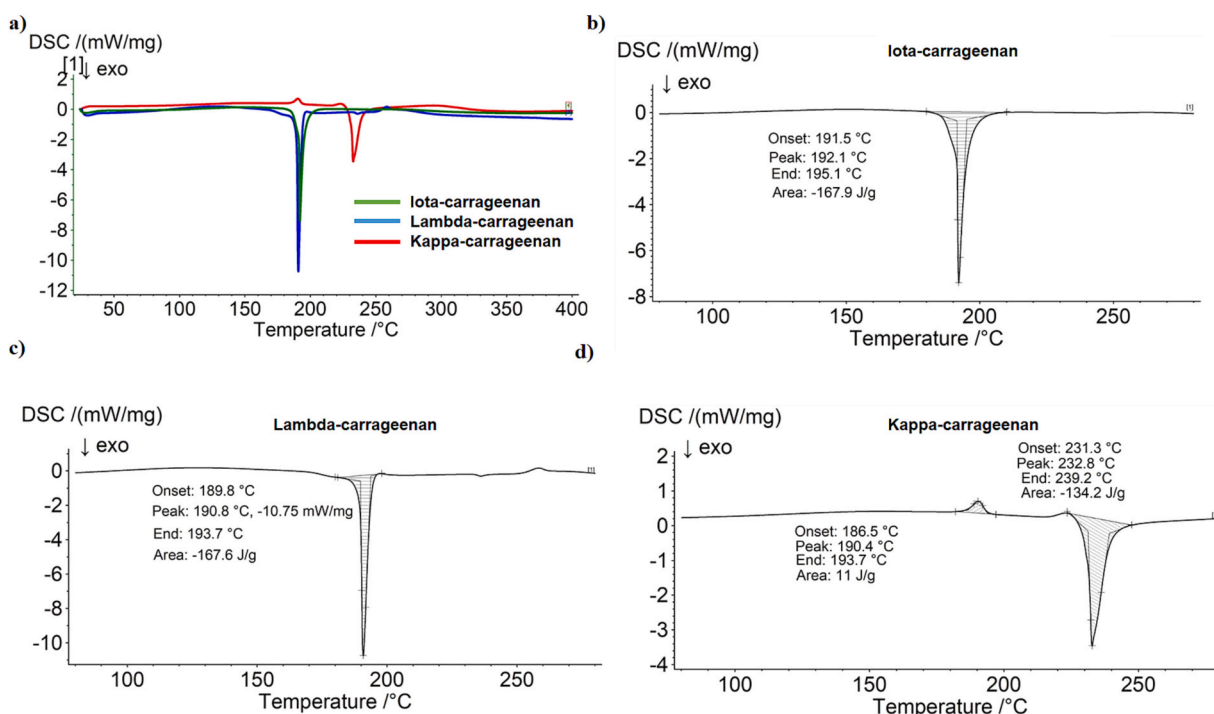 a)
DSC /(mW/mg)
[1]↓ exo
2
0
-2
-4
-6
-8
-10
-12
Iota-carrageenan
Lambda-carrageenan
Kappa-carrageenan
50 100 150 200 250 300 350 400
Temperature /°C
b)
DSC /(mW/mg)
Iota-carrageenan
↓ exo
0
-2
-4
-6
-8
[1]
Onset: 191.5 °C
Peak: 192.1 °C
End: 195.1 °C
Area: -167.9 J/g
100 150 200 250
Temperature /°C
c)
DSC /(mW/mg)
Lambda-carrageenan
↓ exo
0
-2
-4
-6
-8
-10
[1]
Onset: 189.8 °C
Peak: 190.8 °C, -10.75 mW/mg
End: 193.7 °C
Area: -167.6 J/g
100 150 200 250
Temperature /°C
d)
DSC /(mW/mg)
Kappa-carrageenan
↓ exo
2
1
0
-1
-2
-3
-4
Onset: 231.3 °C
Peak: 232.8 °C
End: 239.2 °C
Area: -134.2 J/g
Onset: 186.5 °C
Peak: 190.4 °C
End: 193.7 °C
Area: 11 J/g
100 150 200 250
Temperature /°C